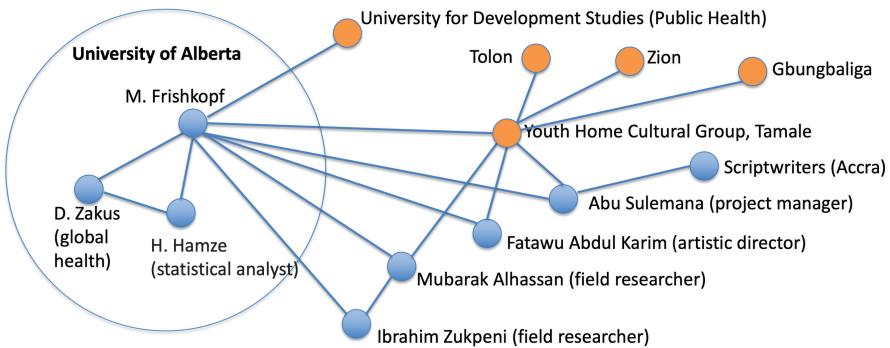 University for Development Studies (Public Health)
University of Alberta
Tolon
Zion
Gbungbaliga
M. Frishkopf
Youth Home Cultural Group, Tamale
Scriptwriters (Accra)
Abu Sulemana (project manager)
D. Zakus
(global
health)
H. Hamze
(statistical analyst)
Fatawu Abdul Karim (artistic director)
Mubarak Alhassan (field researcher)
Ibrahim Zukpeni (field researcher)